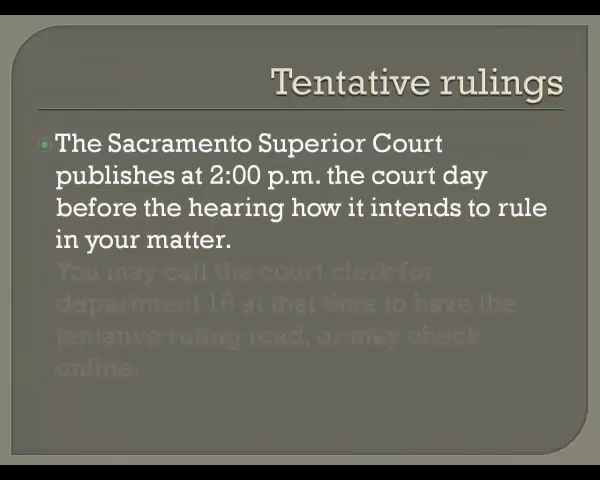 Tentative rulings
The Sacramento Superior Court
publishes at 2:00 p.m. the court day
before the hearing how it intends to rule
in your matter.
You may call the court clerk for
department 16 at that time to have the
tentative ruling read, or may check
online.